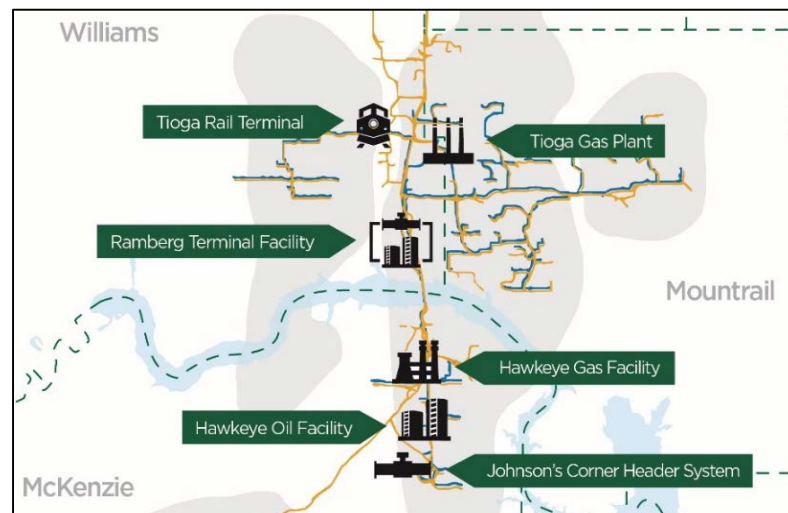 Williams
Tioga Rail Terminal
Tioga Gas Plant
Ramberg Terminal Facility
Mountrail
Hawkeye Gas Facility
Hawkeye Oil Facility
Johnson's Corner Header System
McKenzie